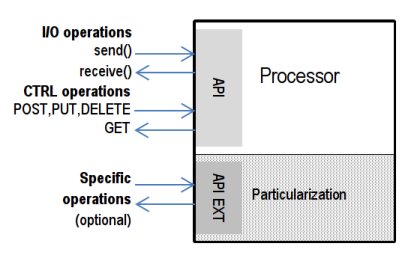 I/O operations
send()
receive()
CTRL operations
POST,PUT,DELETE
GET
API
Processor
Specific
operations
(optional)
API EXT
Particularization